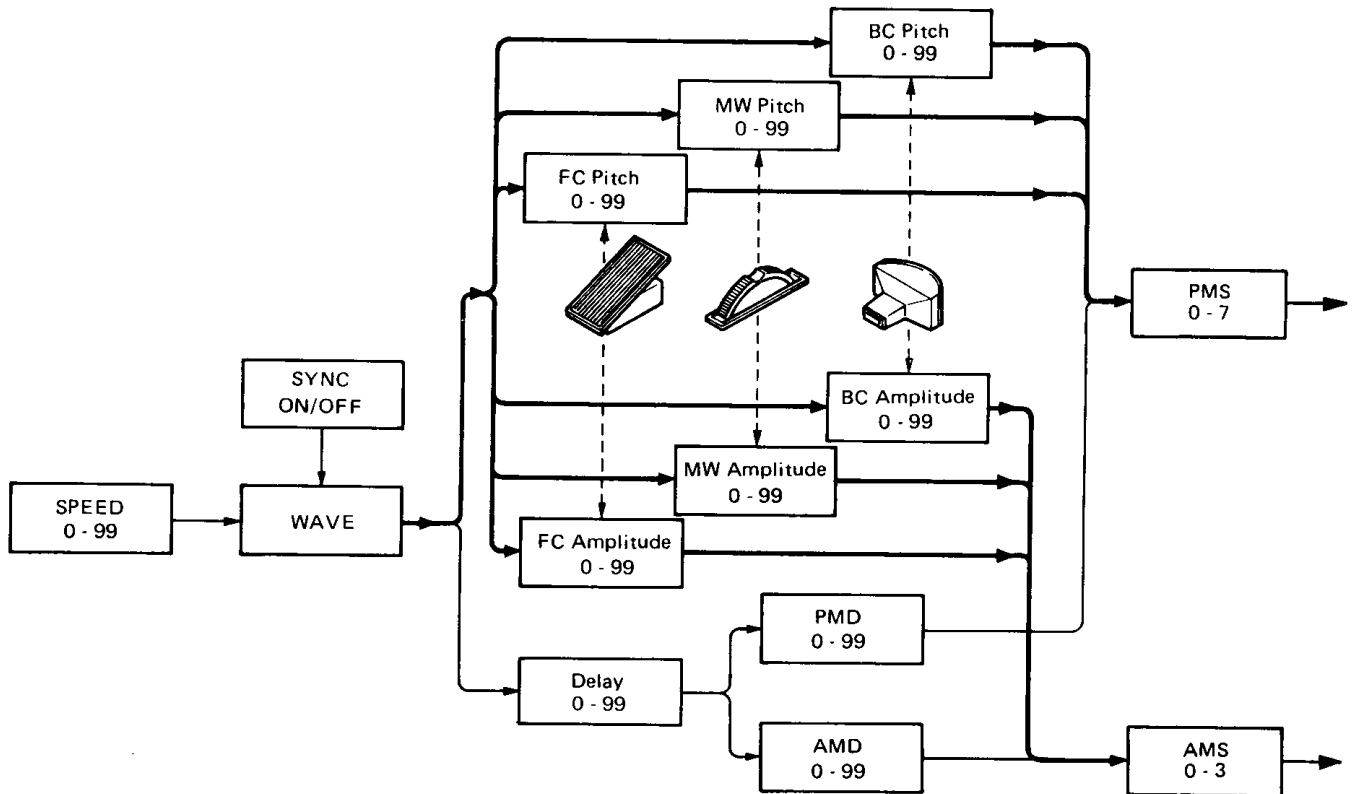 BC Pitch
0 - 99
MW Pitch
0 - 99
FC Pitch
0 - 99
PMS
0 - 7
SYNC
ON/OFF
BC Amplitude
0 - 99
MW Amplitude
0 - 99
SPEED
0 - 99
WAVE
FC Amplitude
0 - 99
PMD
0 - 99
Delay
0 - 99
AMD
0 - 99
AMS
0 - 3